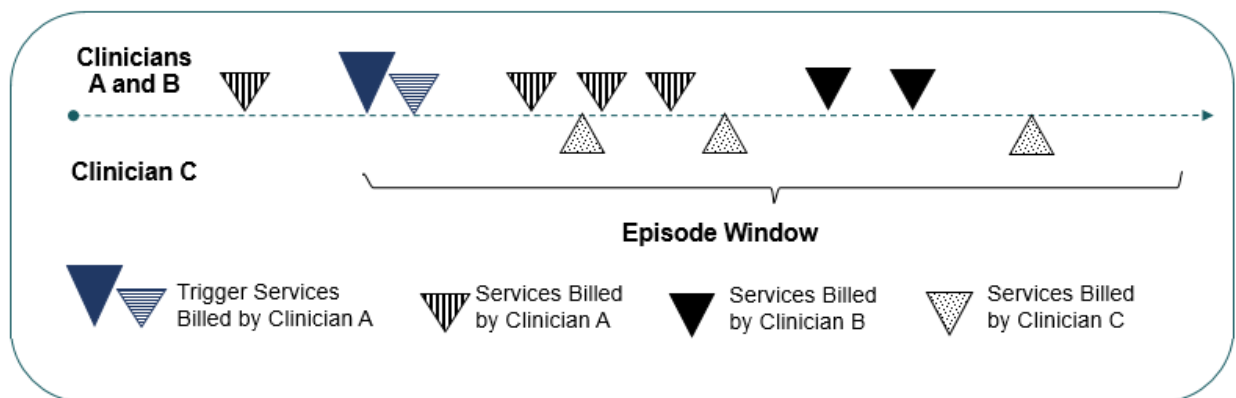 Clinicians
A and B
Clinician C
Episode Window
Trigger Services
Billed by Clinician A
Services Billed
by Clinician A
Services Billed
by Clinician B
Services Billed
by Clinician C